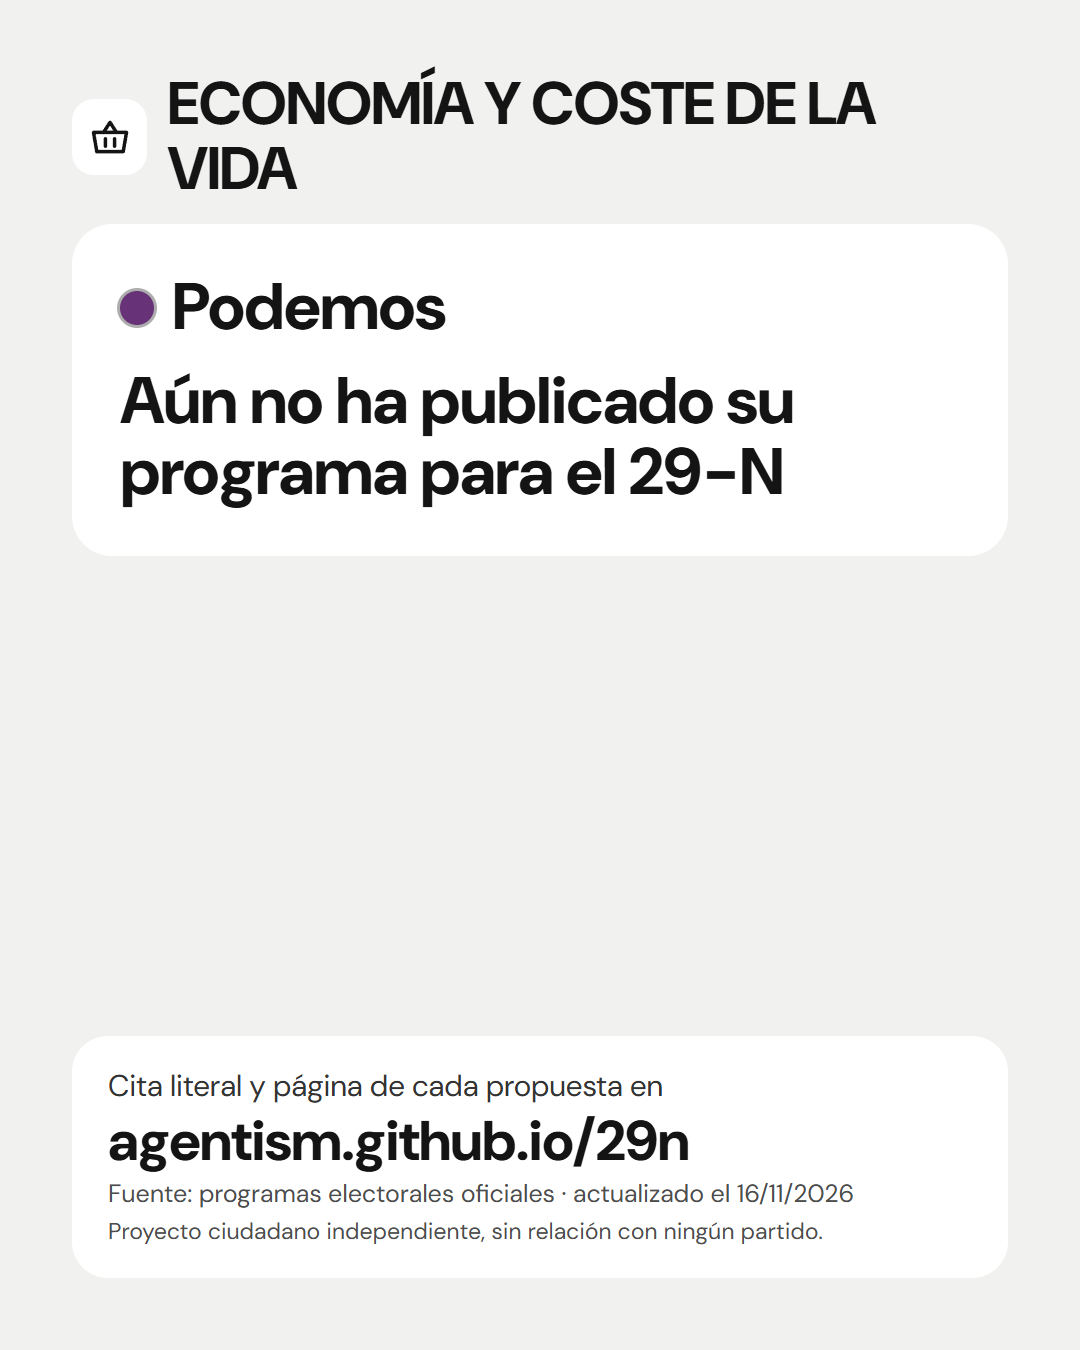 ECONOMÍA Y COSTE DE LA
VIDA
Podemos
Aún no ha publicado su
programa para el 29-N
Cita literal y página de cada propuesta en
agentism.github.io/29n
Fuente: programas electorales oficiales · actualizado el 16/11/2026
Proyecto ciudadano independiente, sin relación con ningún partido.